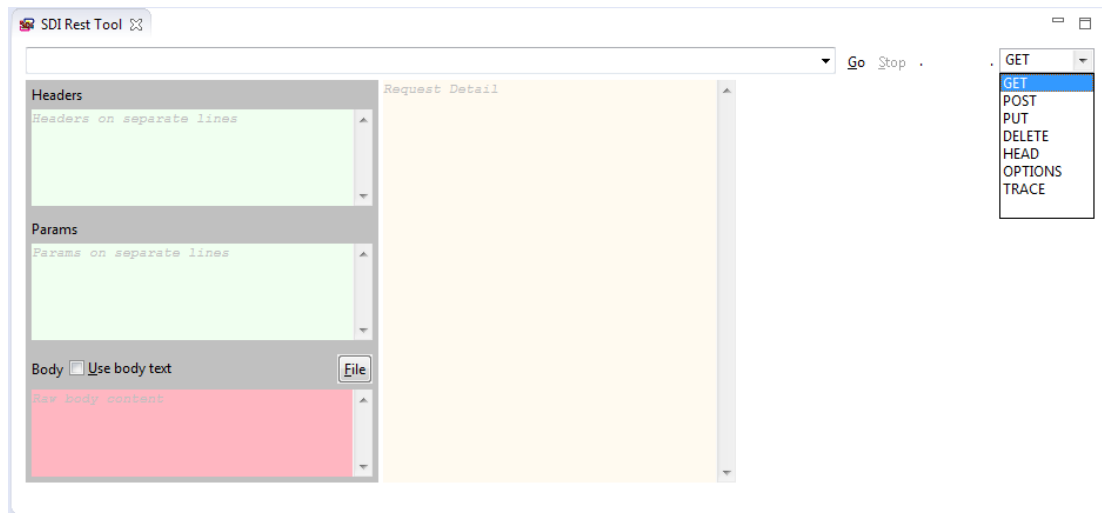 SDI Rest Tool
Go Stop . . GET
Headers
Headers on separate lines
Request Detail
GET
POST
PUT
DELETE
HEAD
OPTIONS
TRACE
Params
Params on separate lines
Body Use body text File
Raw body content